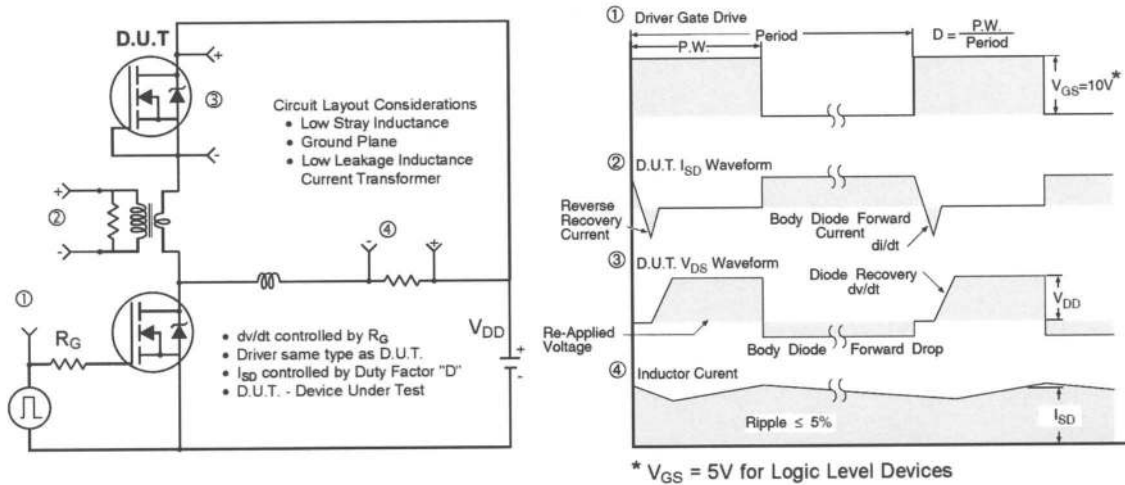 D.U.T
+
③
-
Circuit Layout Considerations
• Low Stray Inductance
• Ground Plane
• Low Leakage Inductance
Current Transformer
+
②
-
④
-
+
①
RG
VDD
+
-
• dv/dt controlled by RG
• Driver same type as D.U.T.
• ISD controlled by Duty Factor "D"
• D.U.T. - Device Under Test
① Driver Gate Drive
P.W.
Period
D = P.W. / Period
VGS=10V *
② D.U.T. ISD Waveform
Reverse
Recovery
Current
Body Diode Forward
Current
di/dt
③ D.U.T. VDS Waveform
Diode Recovery
dv/dt
VDD
Re-Applied
Voltage
Body Diode Forward Drop
④ Inductor Curent
Ripple ≤ 5%
ISD
* VGS = 5V for Logic Level Devices